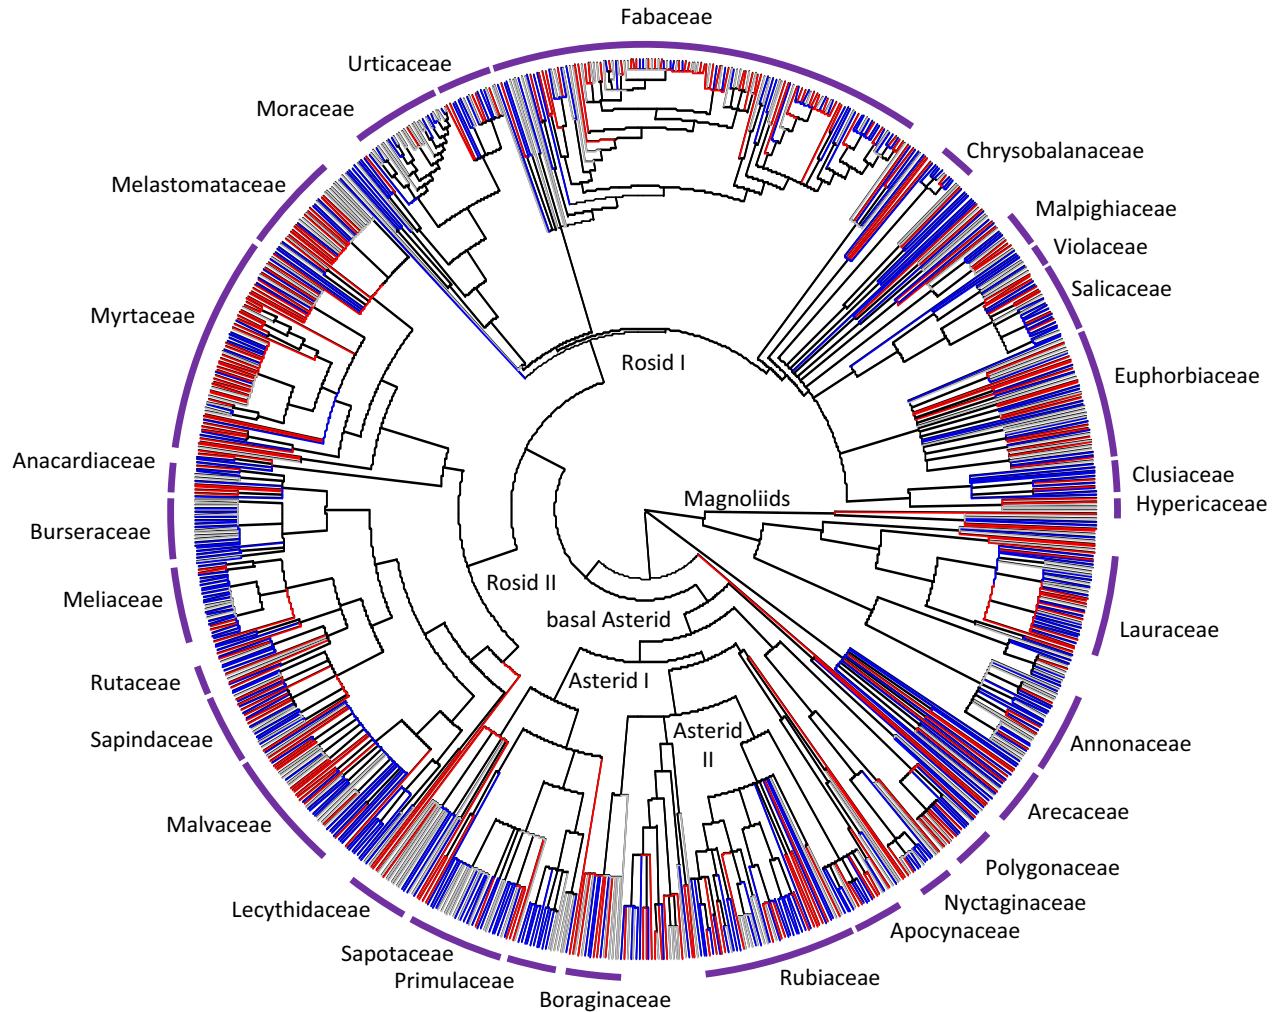 Fabaceae
Urticaceae
Moraceae
Chrysobalanaceae
Melastomataceae
Malpighiaceae
Violaceae
Salicaceae
Myrtaceae
Rosid I
Euphorbiaceae
Anacardiaceae
Clusiaceae
Magnoliids
Hypericaceae
Burseraceae
Rosid II
Meliaceae
basal Asterid
Lauraceae
Rutaceae
Asterid I
Sapindaceae
Asterid
II
Annonaceae
Arecaceae
Malvaceae
Polygonaceae
Nyctaginaceae
Lecythidaceae
Apocynaceae
Sapotaceae
Primulaceae
Rubiaceae
Boraginaceae